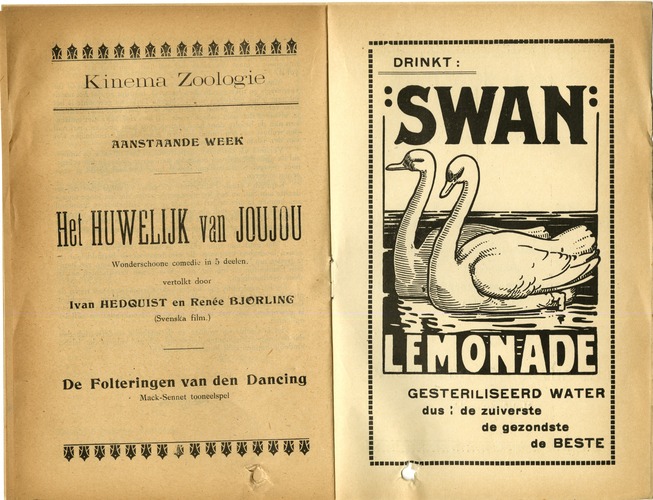 Kinema Zoologie
AANSTAANDE WEEK
Het HUWELIJK van JOUJOU
Wonderschoone comedie in 5 deelen.
vertolkt door
Ivan HEDQUIST en Renée BJØRLING
(Svenska film.)
De Folteringen van den Dancing
Mack-Sennet tooneelspel
DRINKT :
:SWAN:
LEMONADE
GESTERILISEERD WATER
dus : de zuiverste
de gezondste
de BESTE